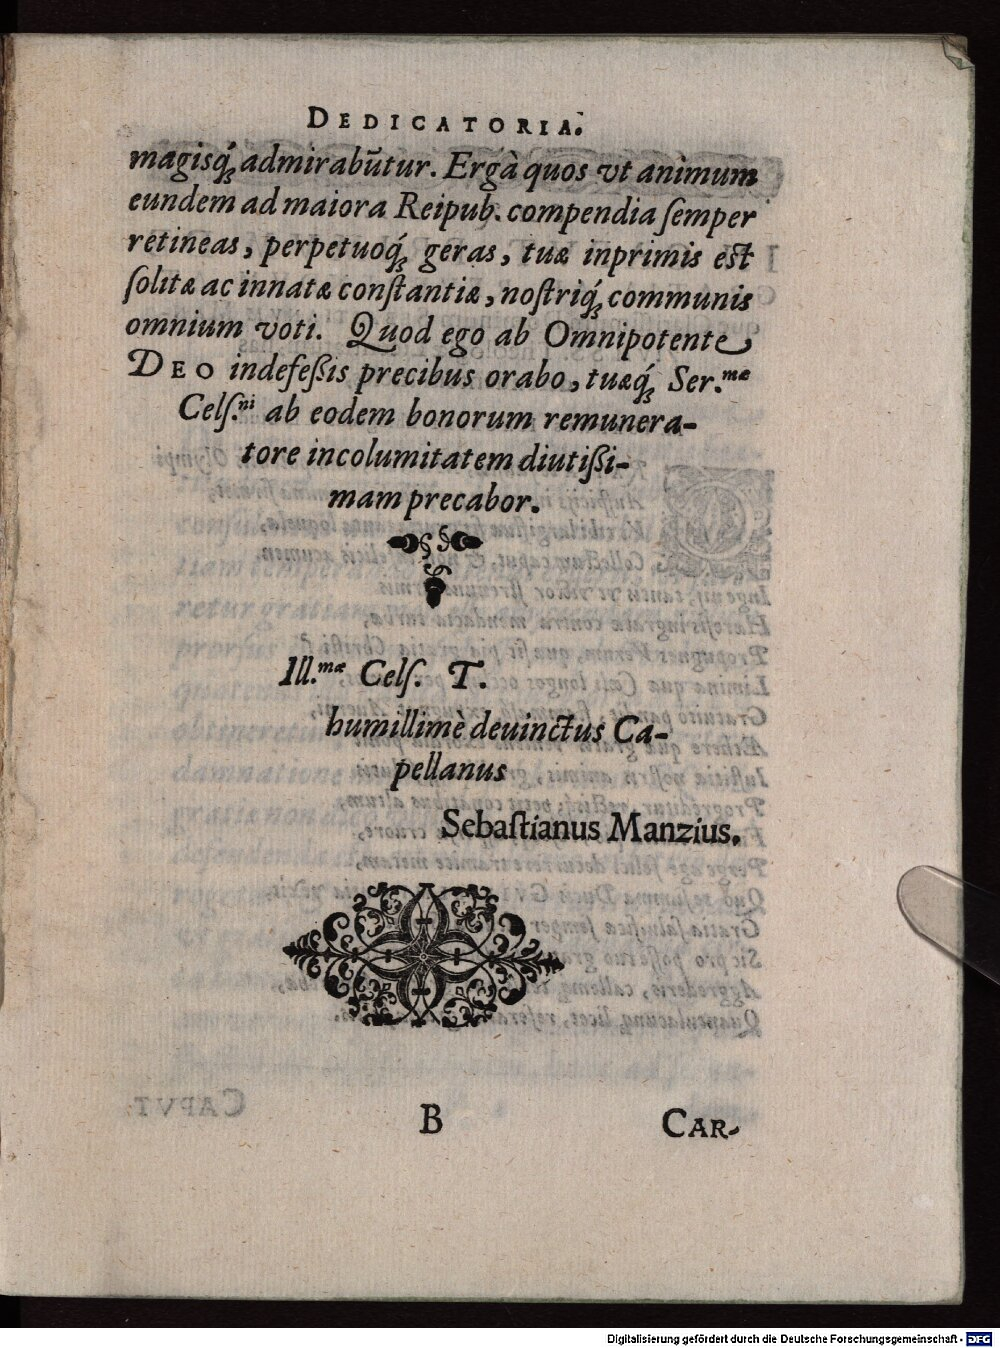 DEDICATORIA.
magisq́; admirabūtur. Ergà quos vt animum
eundem ad maiora Reipub. compendia ſemper
retineas, perpetuoq́; geras, tuæ inprimis est
ſolitæ ac innatæ conſtantiæ, noſtriq́; communis
omnium voti. Quod ego ab Omnipotente
DEO indefeßis precibus orabo, tuæq́; Ser.mæ
Celſ.ni ab eodem bonorum remunera-
tore incolumitatem diutißi-
mam precabor.
Ill.mæ Celſ. T.
humillimè deuinctus Ca-
pellanus
Sebaſtianus Manzius.
B CAR-
Digitalisierung gefördert durch die Deutsche Forschungsgemeinschaft - DFG